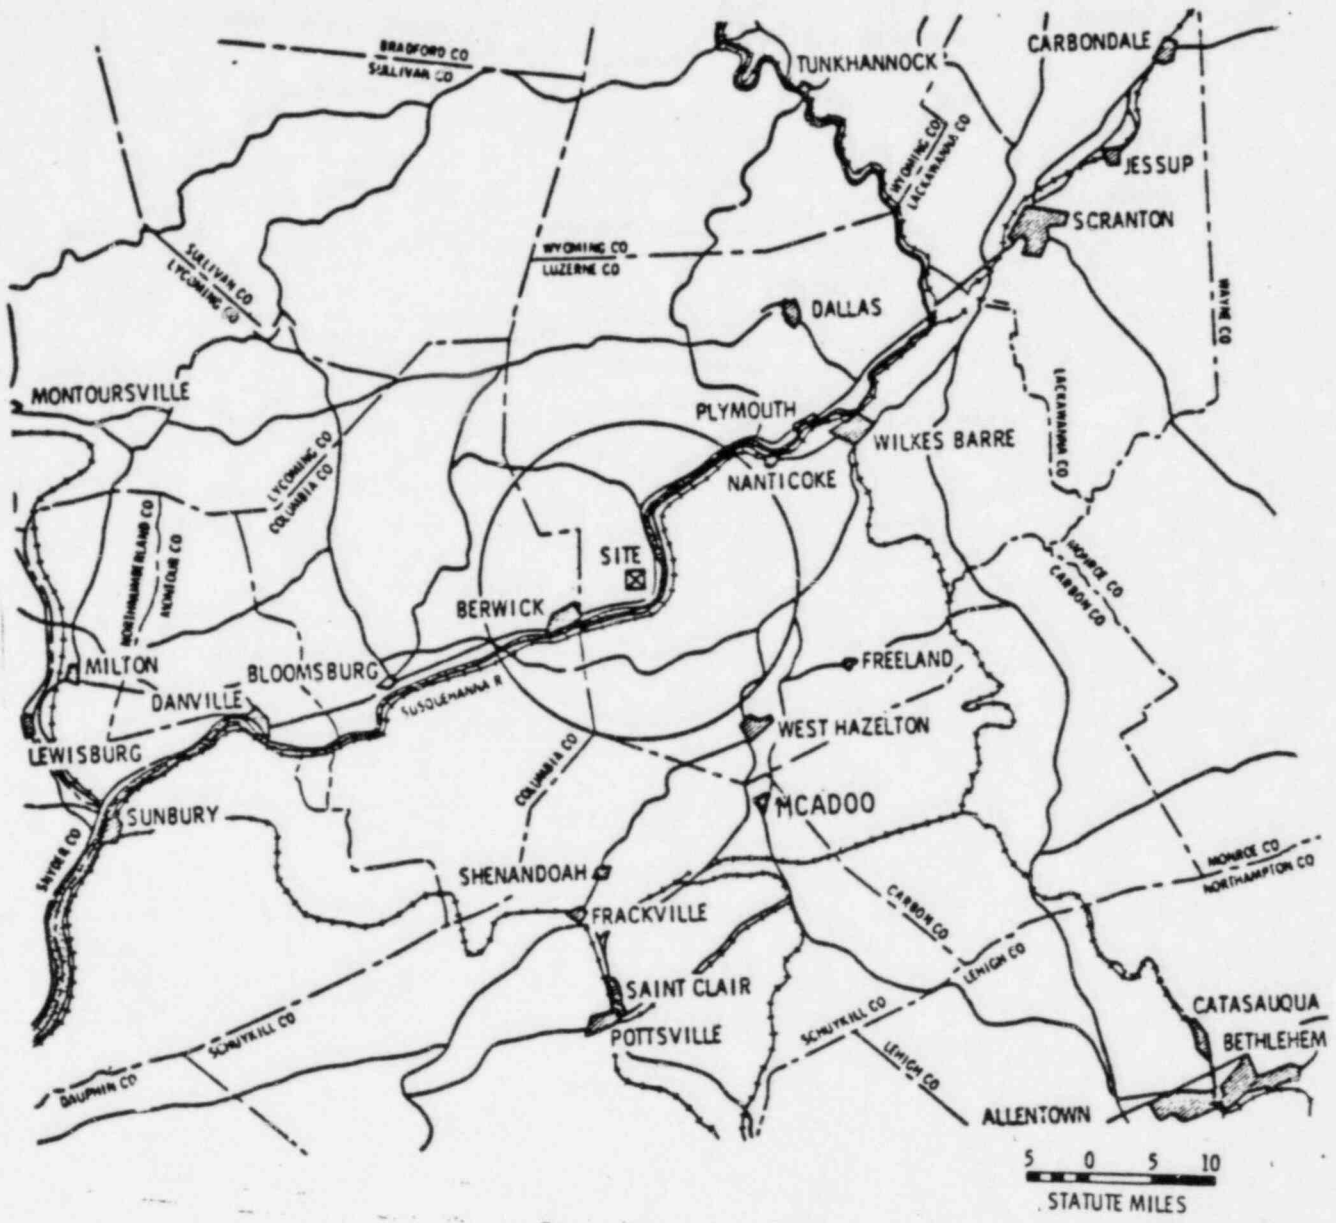 BRADFORD CO
SULLIVAN CO
TUNKHANNOCK
CARBONDALE
WYOMING CO
LACKAWANNA CO
JESSUP
SCRANTON
SULLIVAN CO
LYCOMING CO
WYOMING CO
LUZERNE CO
DALLAS
WAYNE CO
MONTOURSVILLE
PLYMOUTH
LACKAWANNA CO
WILKES BARRE
LYCOMING CO
COLUMBIA CO
NANTICOKE
NORTHUMBERLAND CO
MONTOUR CO
SITE
MONROE CO
CARBON CO
BERWICK
MILTON
BLOOMSBURG
FREELAND
DANVILLE
SUSQUEHANNA R
WEST HAZELTON
LEWISBURG
COLUMBIA CO
MCADOO
SUNBURY
SNYDER CO
SHENANDOAH
MONROE CO
NORTHAMPTON CO
FRACKVILLE
CARBON CO
LEHIGH CO
SAINT CLAIR
CATASAUQUA
SCHUYKILL CO
SCHUYKILL CO
POTTSVILLE
BETHLEHEM
LEHIGH CO
DAUPHIN CO
ALLENTOWN
5 0 5 10
STATUTE MILES